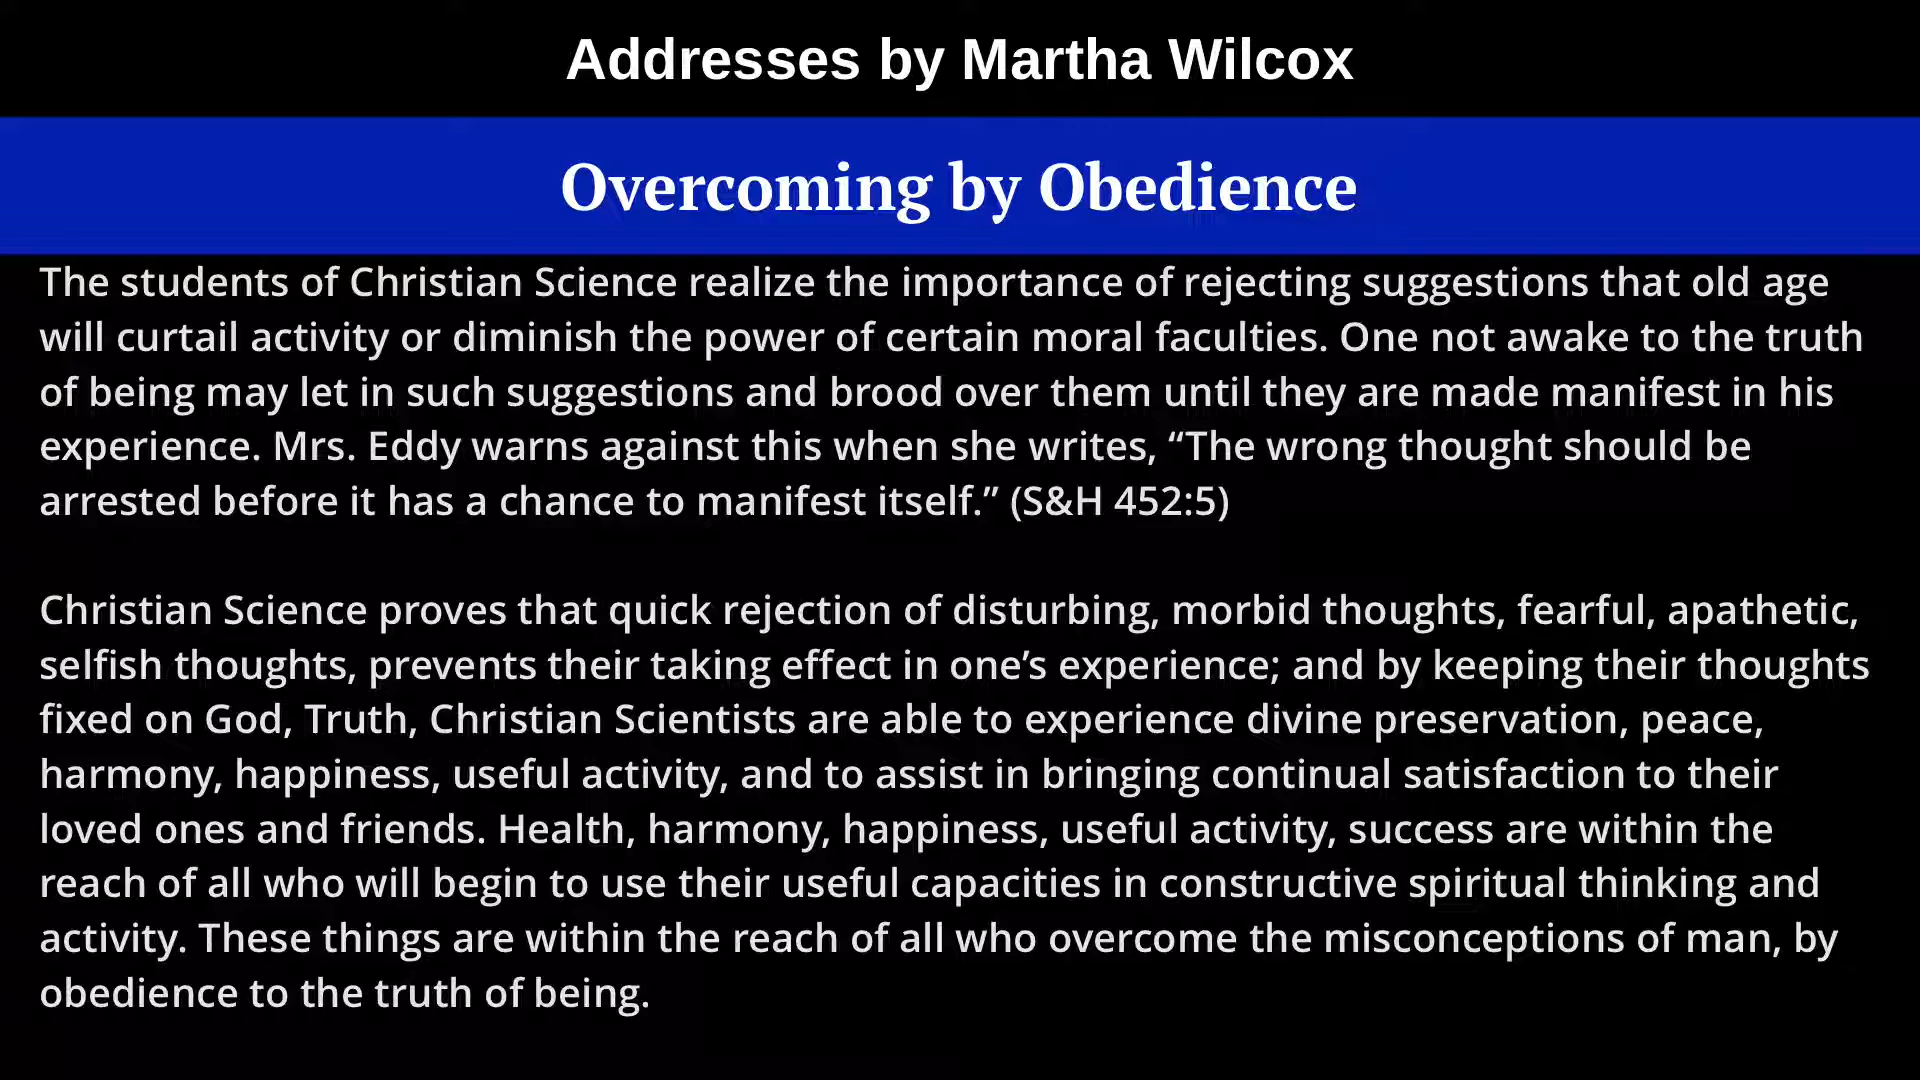 Addresses by Martha Wilcox
Overcoming by Obedience
The students of Christian Science realize the importance of rejecting suggestions that old age
will curtail activity or diminish the power of certain moral faculties. One not awake to the truth
of being may let in such suggestions and brood over them until they are made manifest in his
experience. Mrs. Eddy warns against this when she writes, “The wrong thought should be
arrested before it has a chance to manifest itself.” (S&H 452:5)
Christian Science proves that quick rejection of disturbing, morbid thoughts, fearful, apathetic,
selfish thoughts, prevents their taking effect in one’s experience; and by keeping their thoughts
fixed on God, Truth, Christian Scientists are able to experience divine preservation, peace,
harmony, happiness, useful activity, and to assist in bringing continual satisfaction to their
loved ones and friends. Health, harmony, happiness, useful activity, success are within the
reach of all who will begin to use their useful capacities in constructive spiritual thinking and
activity. These things are within the reach of all who overcome the misconceptions of man, by
obedience to the truth of being.